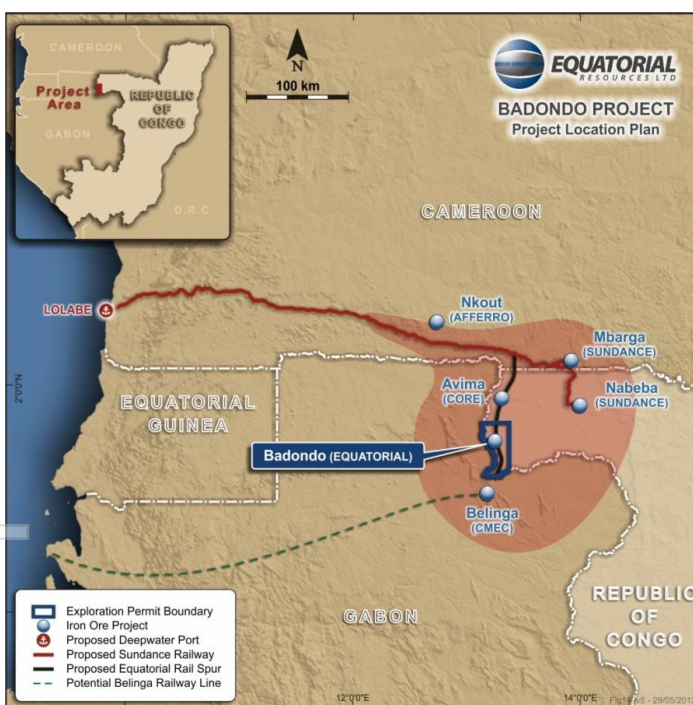 CAMEROON
Project
Area
REPUBLIC
OF
CONGO
GABON
D.R.C.
N
100 km
EQUATORIAL
RESOURCES LTD
BADONDO PROJECT
Project Location Plan
CAMEROON
LOLABE
Nkout
(AFFERRO)
Mbarga
(SUNDANCE)
Avima
(CORE)
Nabeba
(SUNDANCE)
2°0'0"N
EQUATORIAL
GUINEA
Badondo (EQUATORIAL)
Belinga
(CMEC)
GABON
REPUBLIC
OF
CONGO
Exploration Permit Boundary
Iron Ore Project
Proposed Deepwater Port
Proposed Sundance Railway
Proposed Equatorial Rail Spur
Potential Belinga Railway Line
12°0'0"E
14°0'0"E